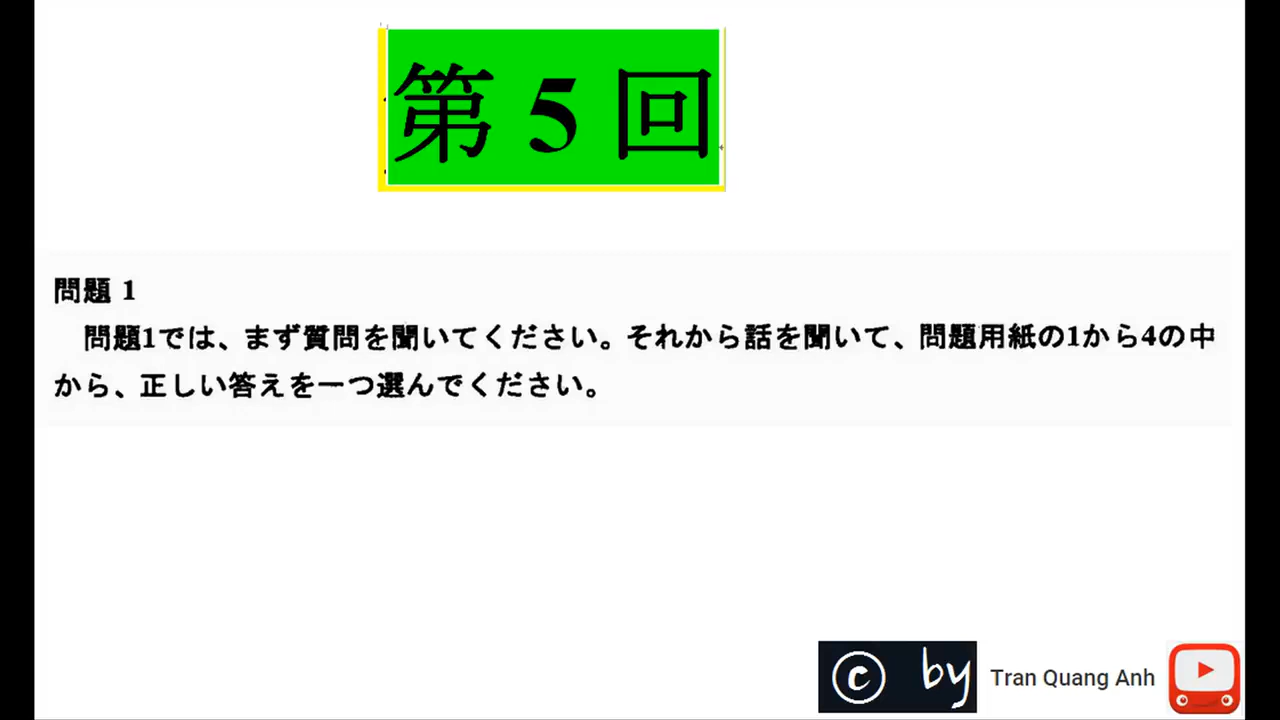 第 5 回
問題 1
問題1では、まず質問を聞いてください。それから話を聞いて、問題用紙の1から4の中
から、正しい答えを一つ選んでください。
© by Tran Quang Anh